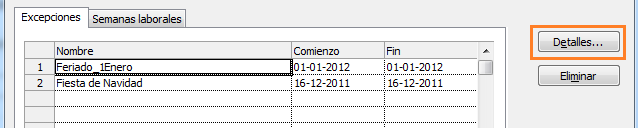 Excepciones Semanas laborales
Nombre Comienzo Fin
Detalles...
1 Feriado_1Enero 01-01-2012 01-01-2012
2 Fiesta de Navidad 16-12-2011 16-12-2011
Eliminar